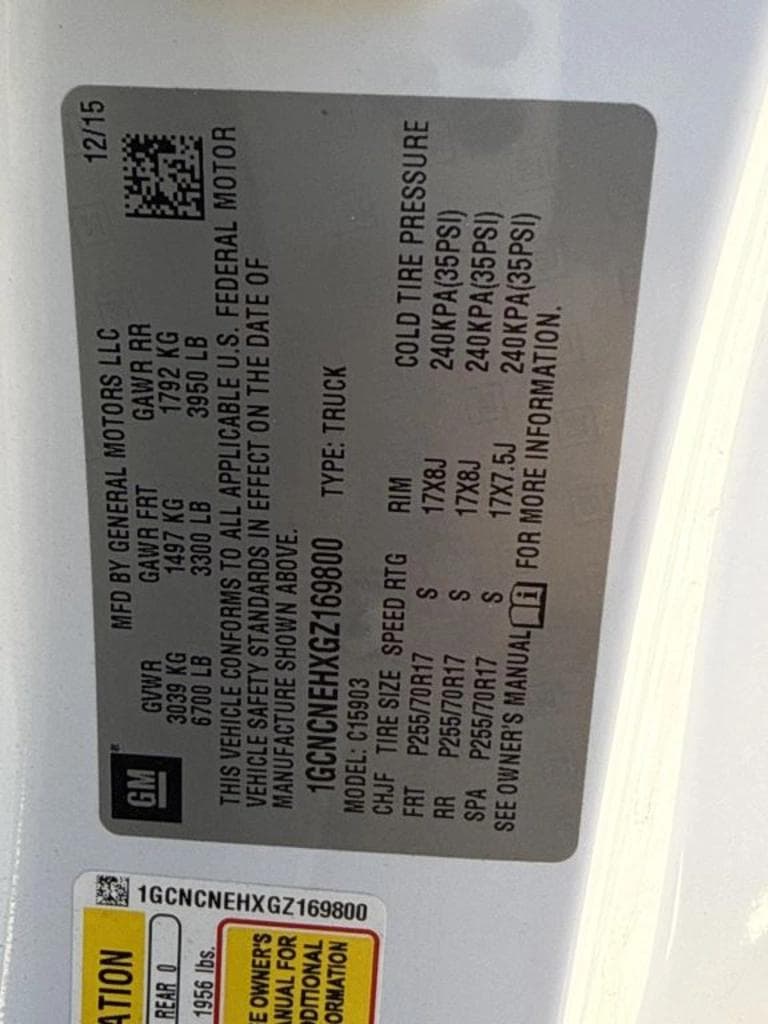 GM
MFD BY GENERAL MOTORS LLC 12/15
GVWR GAWR FRT GAWR RR
3039 KG 1497 KG 1792 KG
6700 LB 3300 LB 3950 LB
THIS VEHICLE CONFORMS TO ALL APPLICABLE U.S. FEDERAL MOTOR
VEHICLE SAFETY STANDARDS IN EFFECT ON THE DATE OF
MANUFACTURE SHOWN ABOVE.
1GCNCNEHXGZ169800 TYPE: TRUCK
MODEL: C15903
CHJF TIRE SIZE SPEED RTG RIM COLD TIRE PRESSURE
FRT P255/70R17 S 17X8J 240KPA(35PSI)
RR P255/70R17 S 17X8J 240KPA(35PSI)
SPA P255/70R17 S 17X7.5J 240KPA(35PSI)
SEE OWNER'S MANUAL i FOR MORE INFORMATION.
1GCNCNEHXGZ169800
ATION
REAR 0
1956 lbs.
E OWNER'S
ANUAL FOR
DDITIONAL
ORMATION